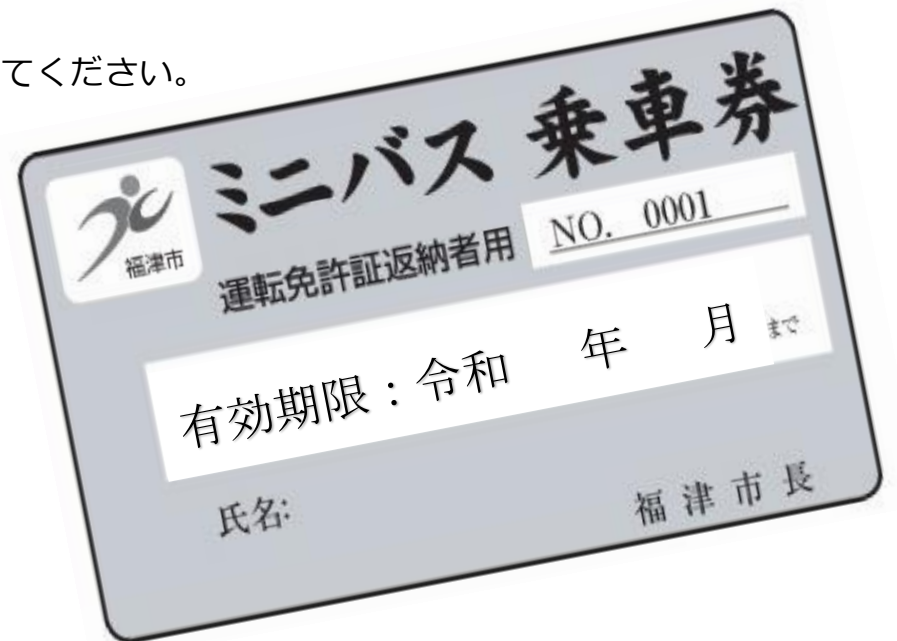 てください。
ミニバス 乗車券
福津市
運転免許証返納者用
NO. 0001
有効期限：令和 年 月 まで
氏名:
福津市長